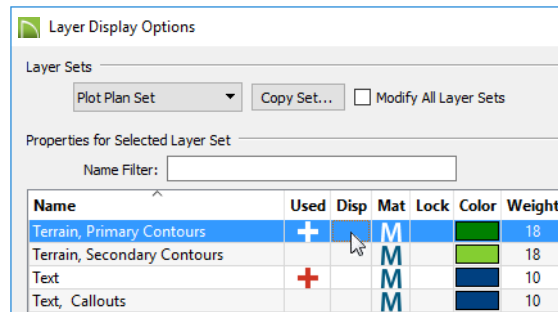 Layer Display Options
Layer Sets
Plot Plan Set Copy Set... Modify All Layer Sets
Properties for Selected Layer Set
Name Filter:
Name Used Disp Mat Lock Color Weight
Terrain, Primary Contours M 18
Terrain, Secondary Contours M 18
Text M 10
Text, Callouts M 10